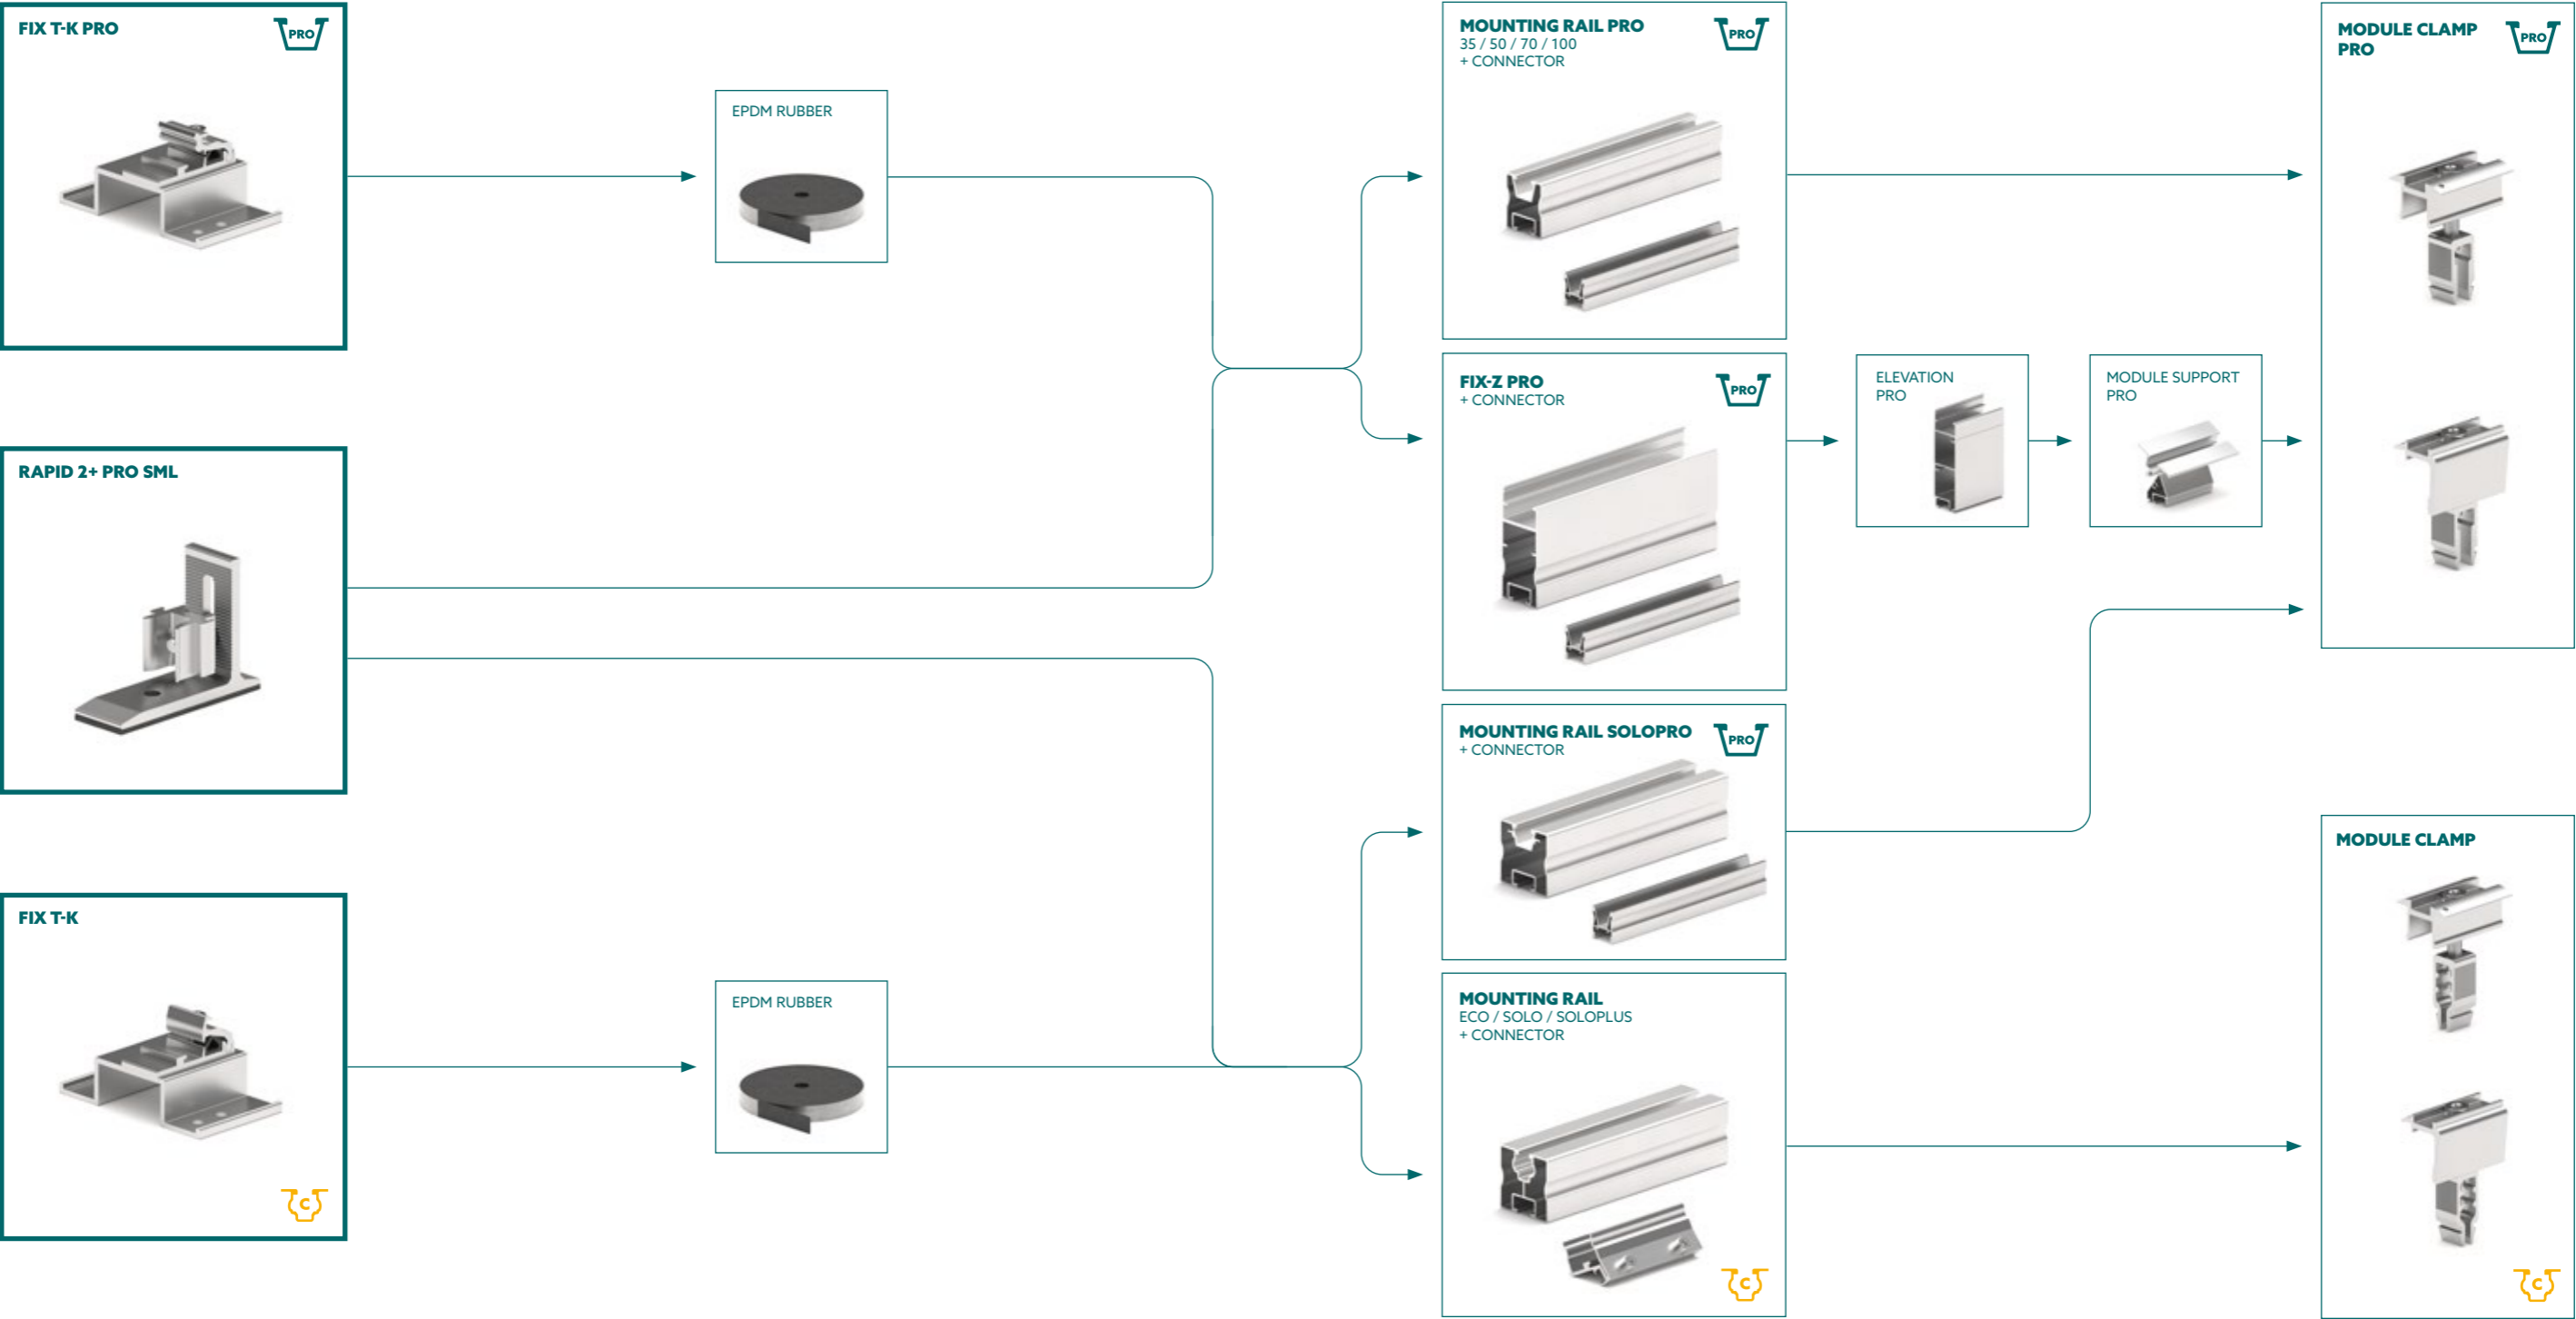 FIX T-K PRO
PRO
EPDM RUBBER
MOUNTING RAIL PRO
35 / 50 / 70 / 100
+ CONNECTOR
PRO
MODULE CLAMP
PRO
PRO
FIX-Z PRO
+ CONNECTOR
PRO
ELEVATION
PRO
MODULE SUPPORT
PRO
RAPID 2+ PRO SML
MOUNTING RAIL SOLOPRO
+ CONNECTOR
PRO
MODULE CLAMP
C
FIX T-K
C
EPDM RUBBER
MOUNTING RAIL
ECO / SOLO / SOLOPLUS
+ CONNECTOR
C